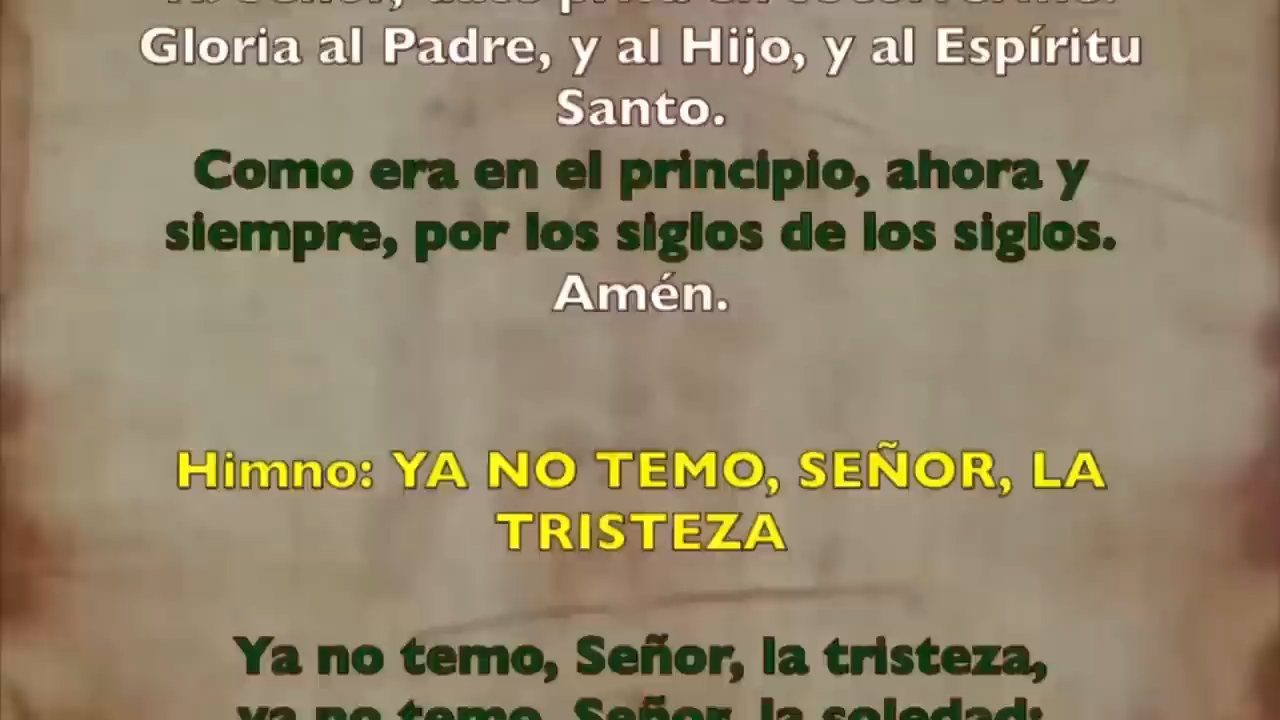 Gloria al Padre, y al Hijo, y al Espíritu
Santo.
Como era en el principio, ahora y
siempre, por los siglos de los siglos.
Amén.
Himno: YA NO TEMO, SEÑOR, LA
TRISTEZA
Ya no temo, Señor, la tristeza,
ya no temo, Señor, la soledad;